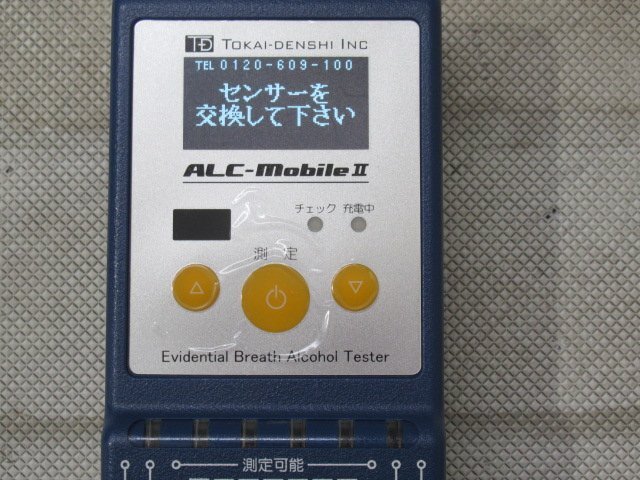 TD TOKAI-DENSHI INC
TEL 0120-609-100
センサーを
交換して下さい
ALC-Mobile II
チェック 充電中
測 定
△ ▽
Evidential Breath Alcohol Tester
測定可能